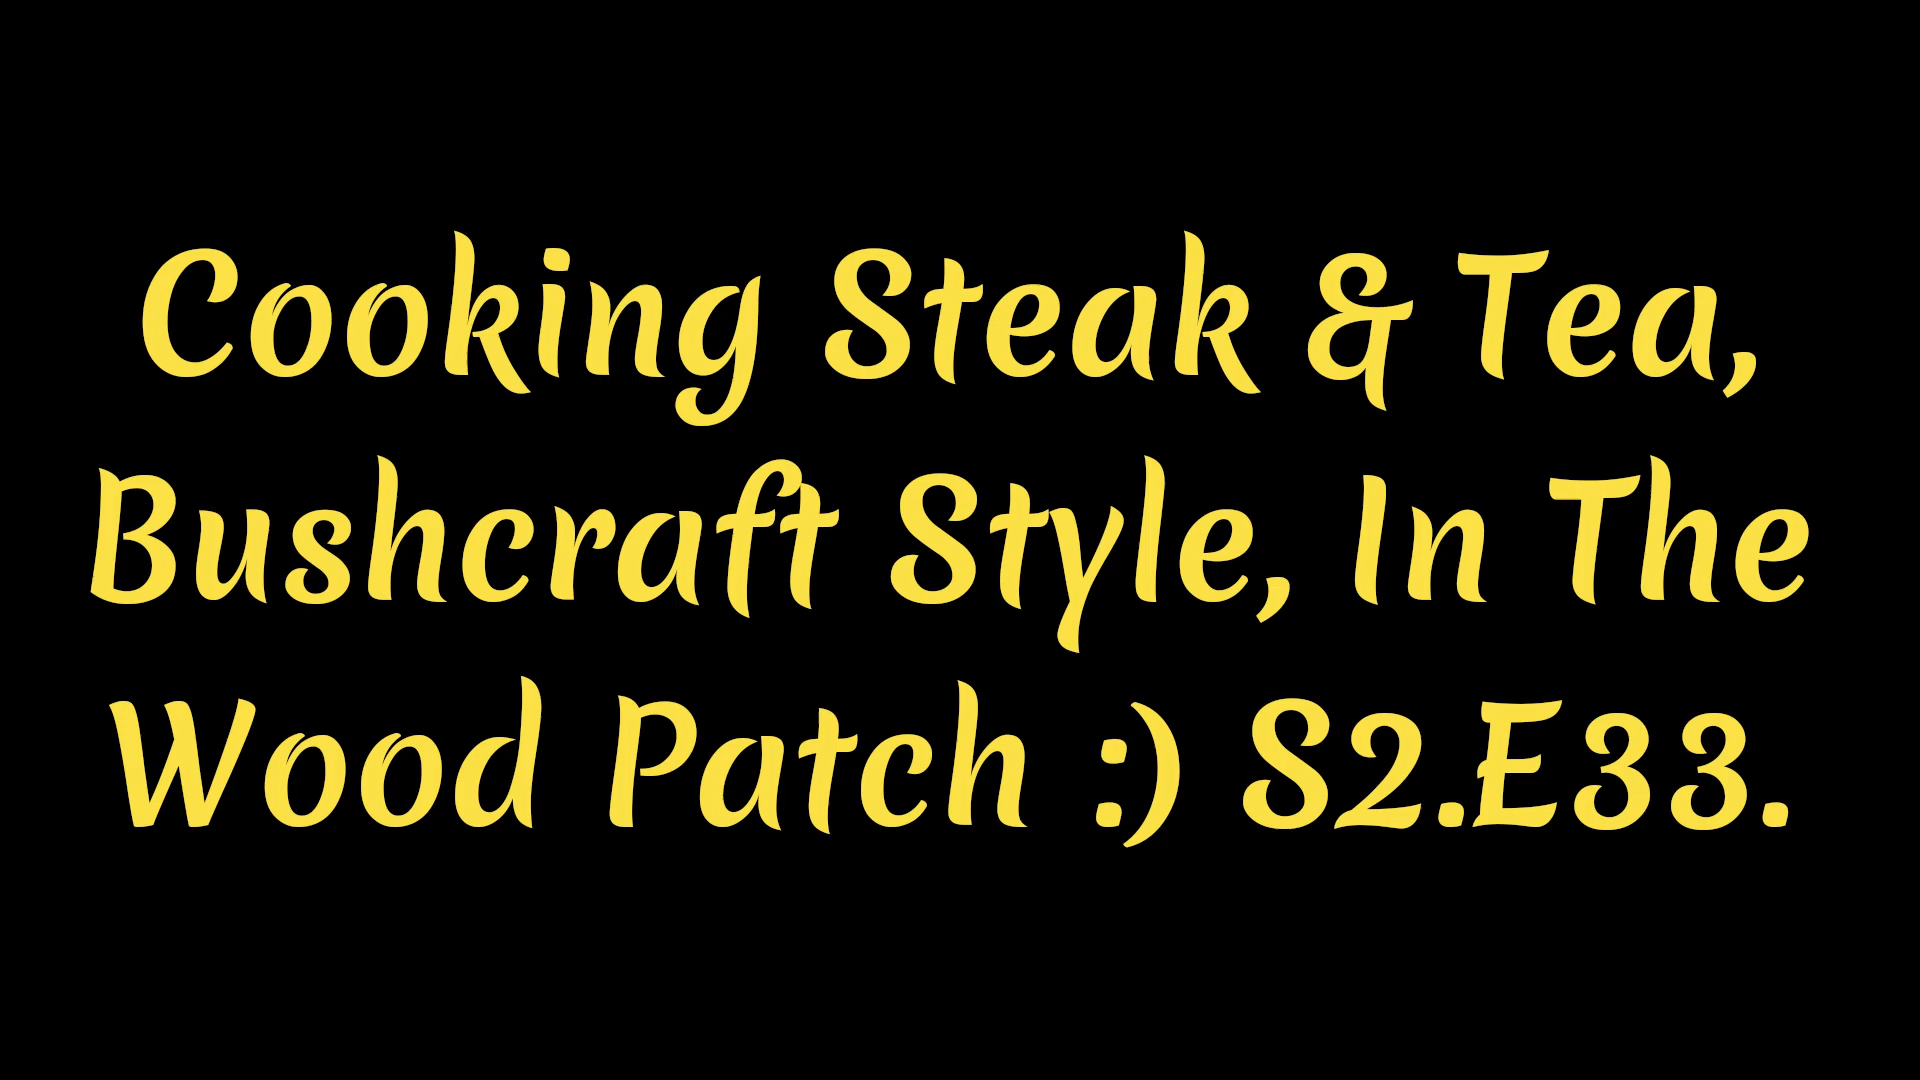 Cooking Steak & Tea,
Bushcraft Style, In The
Wood Patch :) S2.E33.